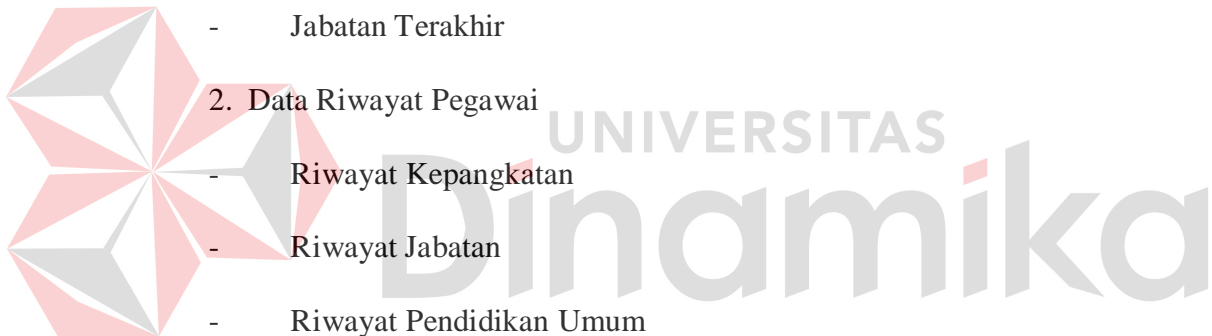 - Jabatan Terakhir
2. Data Riwayat Pegawai
UNIVERSITAS
- Riwayat Kepangkatan
Dinamika
- Riwayat Jabatan
- Riwayat Pendidikan Umum